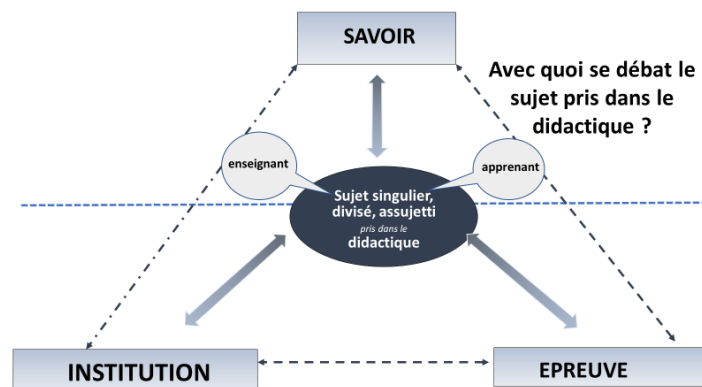 SAVOIR
Avec quoi se débat le
sujet pris dans le
didactique ?
enseignant
apprenant
Sujet singulier,
divisé, assujetti
pris dans le
didactique
INSTITUTION
EPREUVE